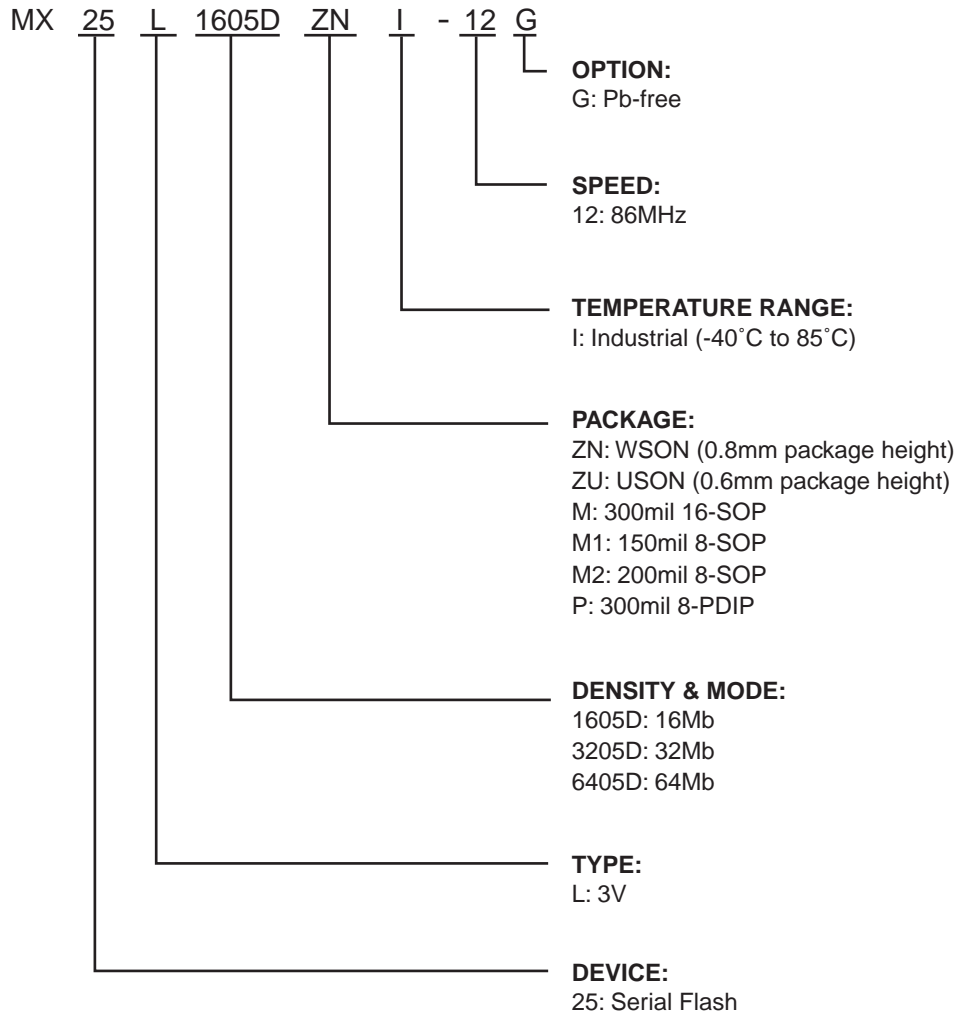 MX 25 L 1605D ZN I - 12 G
OPTION:
G: Pb-free
SPEED:
12: 86MHz
TEMPERATURE RANGE:
I: Industrial (-40˚C to 85˚C)
PACKAGE:
ZN: WSON (0.8mm package height)
ZU: USON (0.6mm package height)
M: 300mil 16-SOP
M1: 150mil 8-SOP
M2: 200mil 8-SOP
P: 300mil 8-PDIP
DENSITY & MODE:
1605D: 16Mb
3205D: 32Mb
6405D: 64Mb
TYPE:
L: 3V
DEVICE:
25: Serial Flash